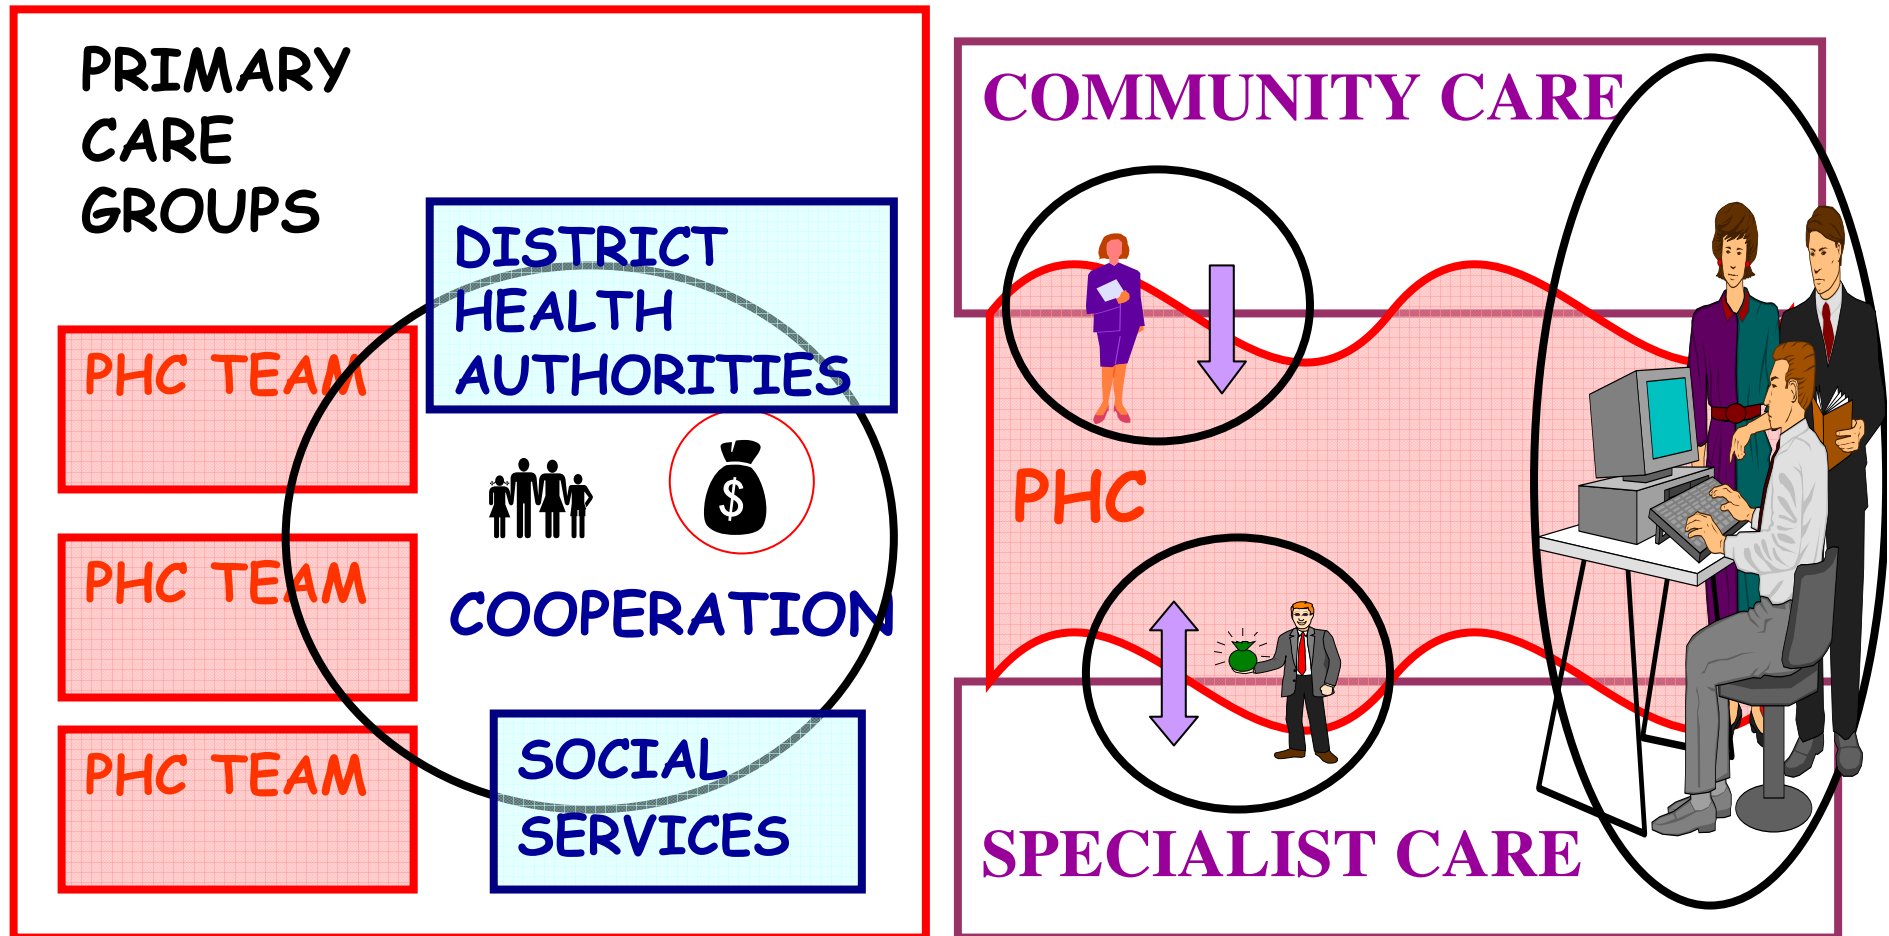 PRIMARY
CARE
GROUPS
DISTRICT
HEALTH
AUTHORITIES
PHC TEAM
PHC TEAM
PHC TEAM
$
COOPERATION
SOCIAL
SERVICES
COMMUNITY CARE
PHC
SPECIALIST CARE